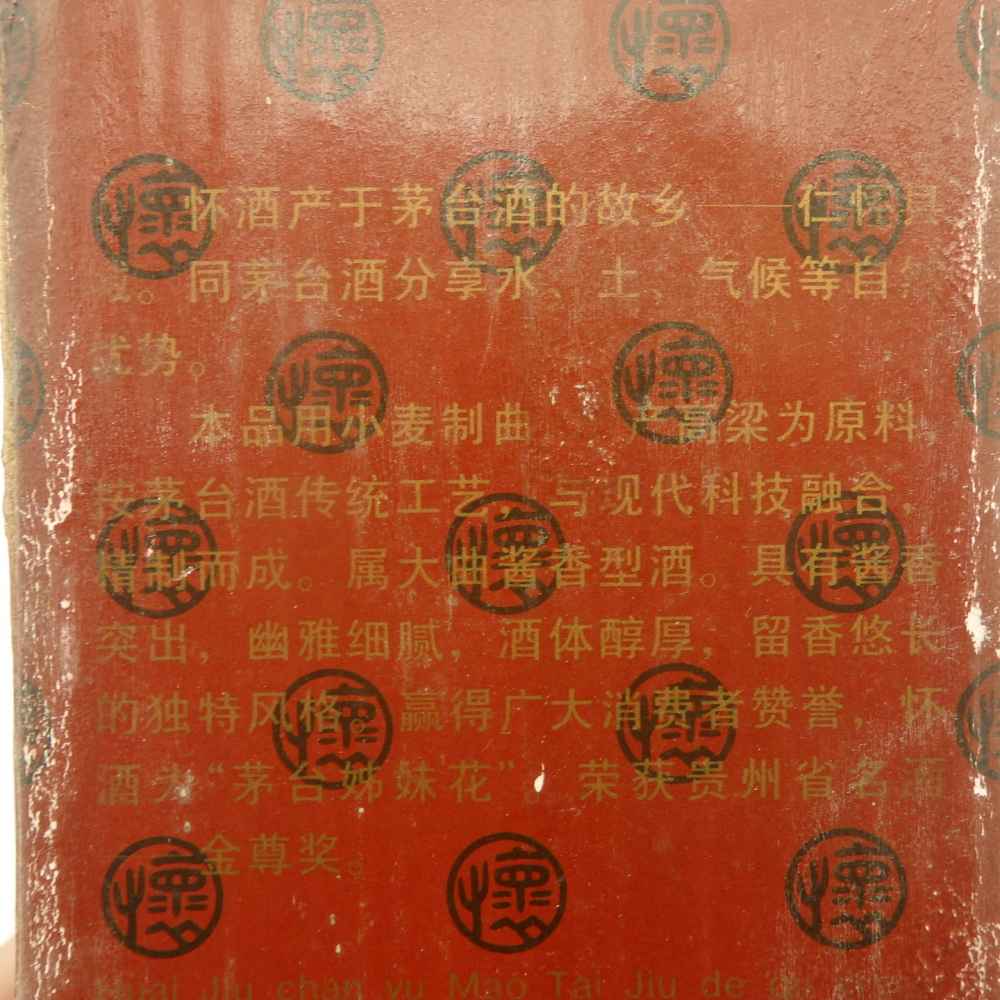 怀酒产于茅台酒的故乡——仁怀县
。同茅台酒分享水、土、气候等自然
优势。
本品用小麦制曲 产高梁为原料，
按茅台酒传统工艺，与现代科技融合，
精制而成。属大曲酱香型酒。具有酱香
突出，幽雅细腻，酒体醇厚，留香悠长
的独特风格。赢得广大消费者赞誉，怀
酒为“茅台姊妹花”。荣获贵州省名酒
金尊奖。
Huai Jiu chan yu Mao Tai Jiu de gu
懷